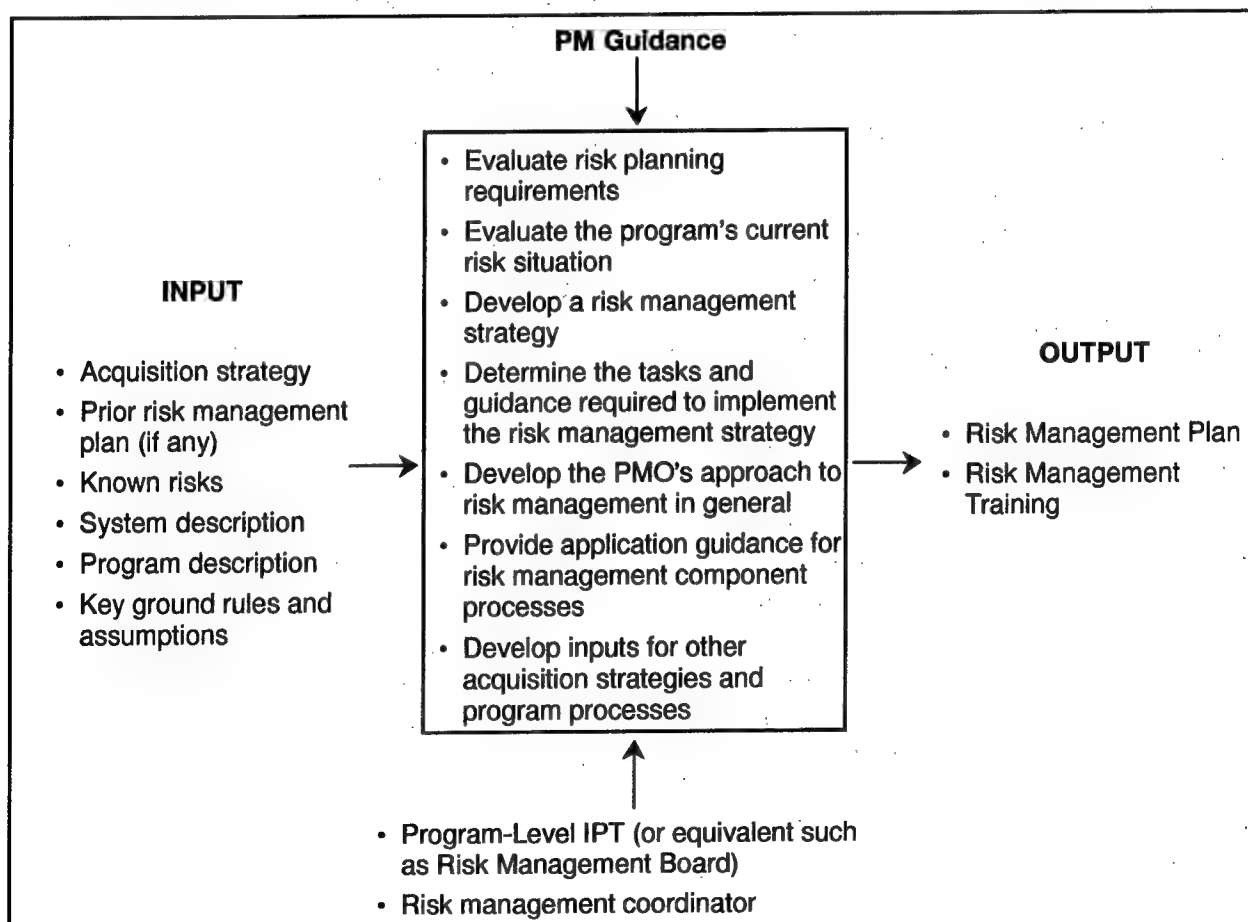 PM Guidance
INPUT
• Acquisition strategy
• Prior risk management
plan (if any)
• Known risks
• System description
• Program description
• Key ground rules and
assumptions
• Evaluate risk planning
requirements
• Evaluate the program's current
risk situation
• Develop a risk management
strategy
• Determine the tasks and
guidance required to implement
the risk management strategy
• Develop the PMO's approach to
risk management in general
• Provide application guidance for
risk management component
processes
• Develop inputs for other
acquisition strategies and
program processes
OUTPUT
• Risk Management Plan
• Risk Management
Training
• Program-Level IPT (or equivalent such
as Risk Management Board)
• Risk management coordinator